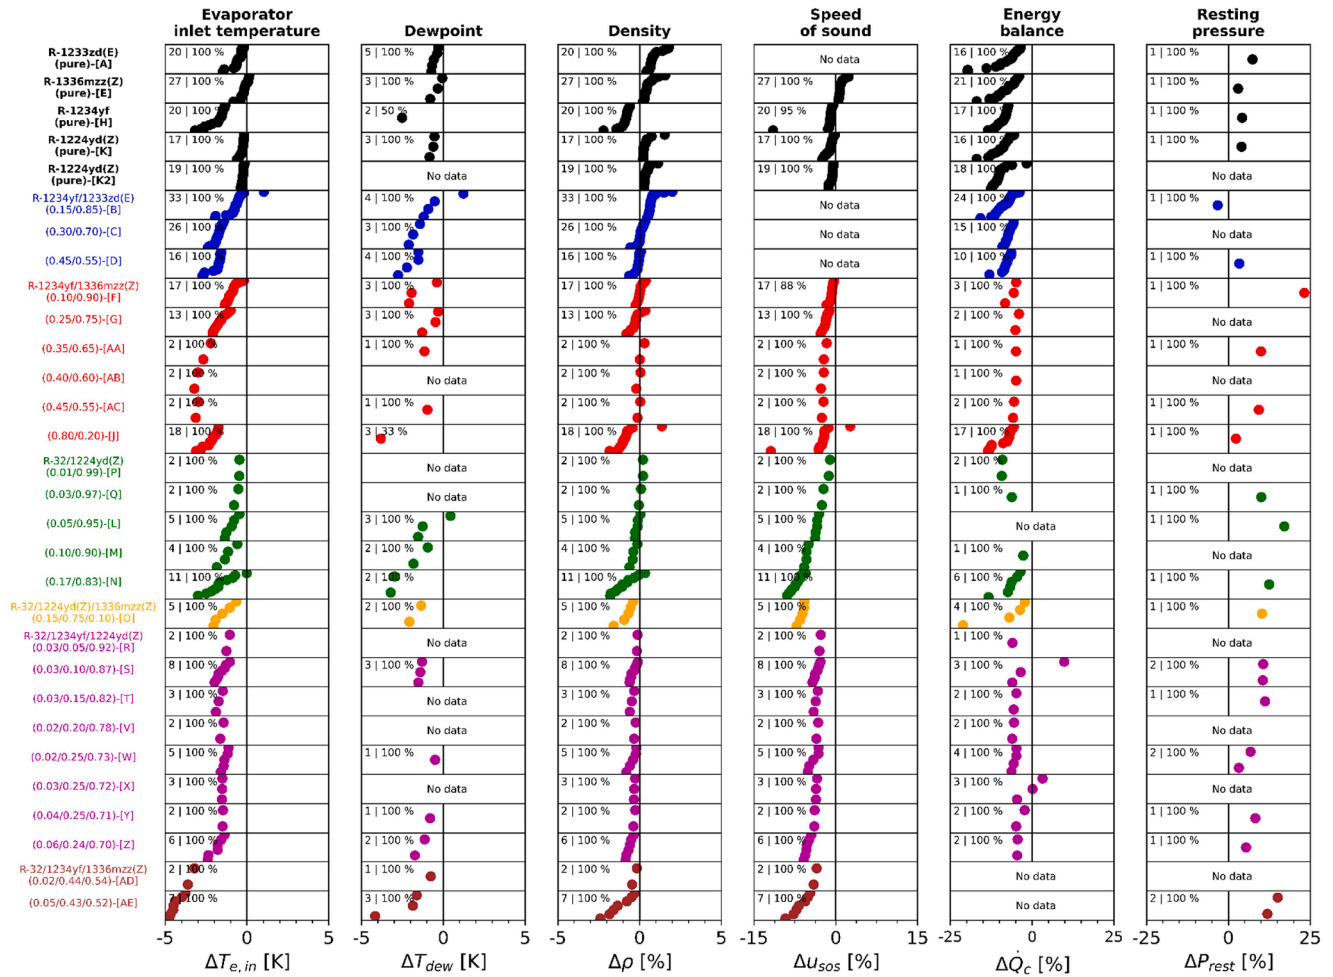 Evaporator
inlet temperature
Dewpoint
Density
Speed
of sound
Energy
balance
Resting
pressure
R-1233zd(E)
(pure)-[A]
20 | 100 %
5 | 100 %
20 | 100 %
No data
16 | 100 %
1 | 100 %
R-1336mzz(Z)
(pure)-[E]
27 | 100 %
3 | 100 %
27 | 100 %
27 | 100 %
21 | 100 %
1 | 100 %
R-1234yf
(pure)-[H]
20 | 100 %
2 | 50 %
20 | 100 %
20 | 95 %
17 | 100 %
1 | 100 %
R-1224yd(Z)
(pure)-[K]
17 | 100 %
3 | 100 %
17 | 100 %
17 | 100 %
16 | 100 %
1 | 100 %
R-1224yd(Z)
(pure)-[K2]
19 | 100 %
No data
19 | 100 %
19 | 100 %
18 | 100 %
No data
R-1234yf/1233zd(E)
(0.15/0.85)-[B]
33 | 100 %
4 | 100 %
33 | 100 %
No data
24 | 100 %
1 | 100 %
(0.30/0.70)-[C]
26 | 100 %
3 | 100 %
26 | 100 %
No data
15 | 100 %
No data
(0.45/0.55)-[D]
16 | 100 %
4 | 100 %
16 | 100 %
No data
10 | 100 %
1 | 100 %
R-1234yf/1336mzz(Z)
(0.10/0.90)-[F]
17 | 100 %
3 | 100 %
17 | 100 %
17 | 88 %
3 | 100 %
1 | 100 %
(0.25/0.75)-[G]
13 | 100 %
3 | 100 %
13 | 100 %
13 | 100 %
2 | 100 %
No data
(0.35/0.65)-[AA]
2 | 100 %
1 | 100 %
2 | 100 %
2 | 100 %
1 | 100 %
1 | 100 %
(0.40/0.60)-[AB]
2 | 100 %
No data
2 | 100 %
2 | 100 %
1 | 100 %
No data
(0.45/0.55)-[AC]
2 | 100 %
1 | 100 %
2 | 100 %
2 | 100 %
2 | 100 %
1 | 100 %
(0.80/0.20)-[J]
18 | 100 %
3 | 33 %
18 | 100 %
18 | 100 %
17 | 100 %
1 | 100 %
R-32/1224yd(Z)
(0.01/0.99)-[P]
2 | 100 %
No data
2 | 100 %
2 | 100 %
2 | 100 %
No data
(0.03/0.97)-[Q]
2 | 100 %
No data
2 | 100 %
2 | 100 %
1 | 100 %
1 | 100 %
(0.05/0.95)-[L]
5 | 100 %
3 | 100 %
5 | 100 %
5 | 100 %
No data
1 | 100 %
(0.10/0.90)-[M]
4 | 100 %
2 | 100 %
4 | 100 %
4 | 100 %
1 | 100 %
No data
(0.17/0.83)-[N]
11 | 100 %
2 | 100 %
11 | 100 %
11 | 100 %
6 | 100 %
1 | 100 %
R-32/1224yd(Z)/1336mzz(Z)
(0.15/0.75/0.10)-[O]
5 | 100 %
2 | 100 %
5 | 100 %
5 | 100 %
4 | 100 %
1 | 100 %
R-32/1234yf/1224yd(Z)
(0.03/0.05/0.92)-[R]
2 | 100 %
No data
2 | 100 %
2 | 100 %
1 | 100 %
No data
(0.03/0.10/0.87)-[S]
8 | 100 %
3 | 100 %
8 | 100 %
8 | 100 %
3 | 100 %
2 | 100 %
(0.03/0.15/0.82)-[T]
3 | 100 %
No data
3 | 100 %
3 | 100 %
2 | 100 %
1 | 100 %
(0.02/0.20/0.78)-[V]
2 | 100 %
No data
2 | 100 %
2 | 100 %
2 | 100 %
No data
(0.02/0.25/0.73)-[W]
5 | 100 %
1 | 100 %
5 | 100 %
5 | 100 %
4 | 100 %
2 | 100 %
(0.03/0.25/0.72)-[X]
3 | 100 %
No data
3 | 100 %
3 | 100 %
3 | 100 %
No data
(0.04/0.25/0.71)-[Y]
2 | 100 %
1 | 100 %
2 | 100 %
2 | 100 %
2 | 100 %
1 | 100 %
(0.06/0.24/0.70)-[Z]
6 | 100 %
2 | 100 %
6 | 100 %
6 | 100 %
2 | 100 %
1 | 100 %
R-32/1234yf/1336mzz(Z)
(0.02/0.44/0.54)-[AD]
2 | 100 %
1 | 100 %
2 | 100 %
2 | 100 %
No data
No data
(0.05/0.43/0.52)-[AE]
7 | 100 %
3 | 100 %
7 | 100 %
7 | 100 %
No data
2 | 100 %
-5 0 5
-5 0 5
-5 0 5
-15 0 15
-25 0 25
-25 0 25
ΔT_{e,in} [K]
ΔT_{dew} [K]
Δρ [%]
Δu_{sos} [%]
ΔQ̇_c [%]
ΔP_{rest} [%]